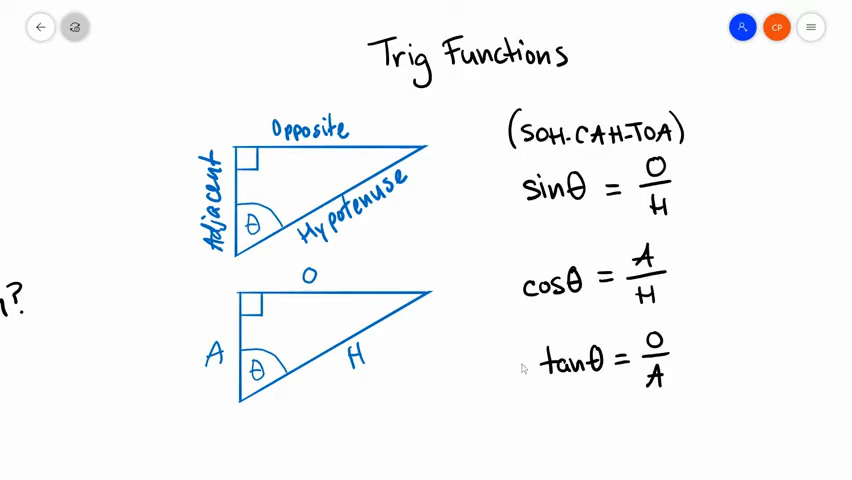 CP
Trig Functions
Opposite
Adjacent
θ
Hypotenuse
O
A
θ
H
(SOH-CAH-TOA)
sinθ = O/H
cosθ = A/H
tanθ = O/A